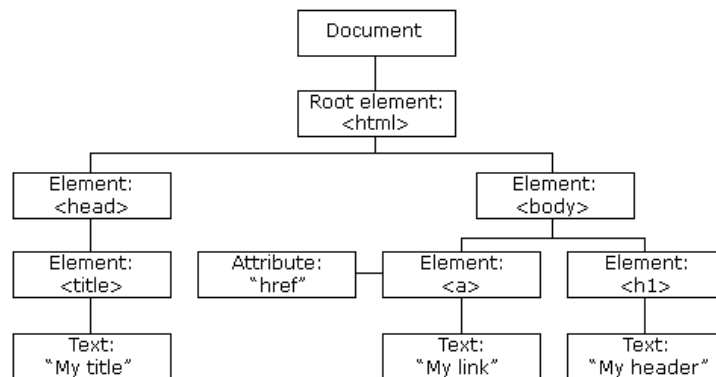 Document
Root element:
<html>
Element:
<head>
Element:
<body>
Element:
<title>
Attribute:
“href”
Element:
<a>
Element:
<h1>
Text:
“My title”
Text:
“My link”
Text:
“My header”